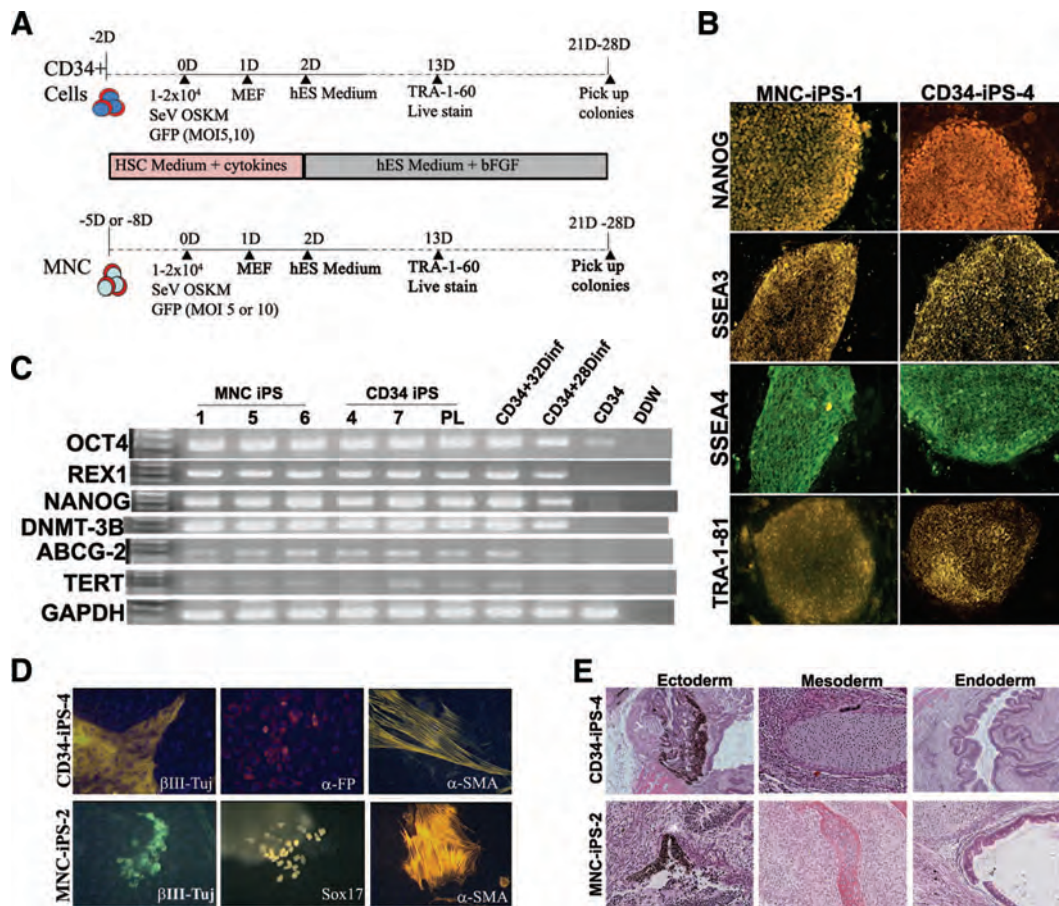 A
-2D
21D-28D
CD34+
Cells
0D
1D
2D
13D
1-2x10⁴
SeV OSKM
GFP (MOI5,10)
MEF
hES Medium
TRA-1-60
Live stain
Pick up
colonies
HSC Medium + cytokines
hES Medium + bFGF
-5D or -8D
21D -28D
MNC
0D
1D
2D
13D
1-2x10⁴
SeV OSKM
GFP (MOI 5 or 10)
MEF
hES Medium
TRA-1-60
Live stain
Pick up
colonies
B
MNC-iPS-1
CD34-iPS-4
NANOG
SSEA3
SSEA4
TRA-1-81
C
MNC iPS
CD34 iPS
1
5
6
4
7
PL
CD34+32Dinf
CD34+28Dinf
CD34
DDW
OCT4
REX1
NANOG
DNMT-3B
ABCG-2
TERT
GAPDH
D
CD34-iPS-4
βIII-Tuj
α-FP
α-SMA
MNC-iPS-2
βIII-Tuj
Sox17
α-SMA
E
Ectoderm
Mesoderm
Endoderm
CD34-iPS-4
MNC-iPS-2